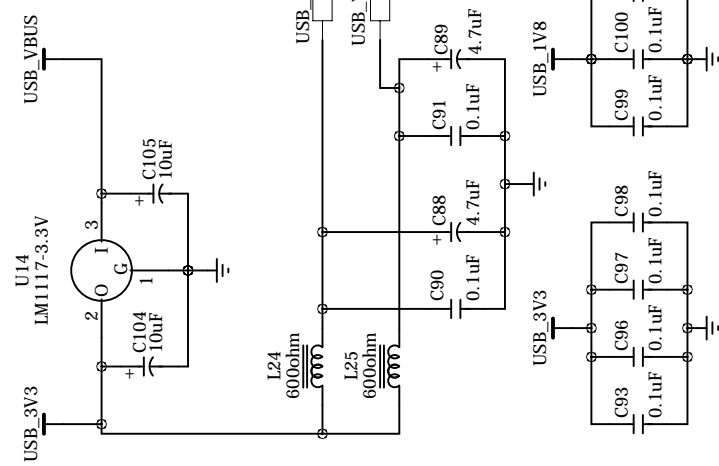 USB_VBUS
U14
LM1117-3.3V
3
I
G
1
O
2
C105
10uF
+
C104
10uF
+
USB_3V3
L24
600ohm
L25
600ohm
USB_
USB_
C89
4.7uF
+
C91
0.1uF
C88
4.7uF
+
C90
0.1uF
USB_1V8
C100
0.1uF
C99
0.1uF
USB_3V3
C98
0.1uF
C97
0.1uF
C96
0.1uF
C93
0.1uF